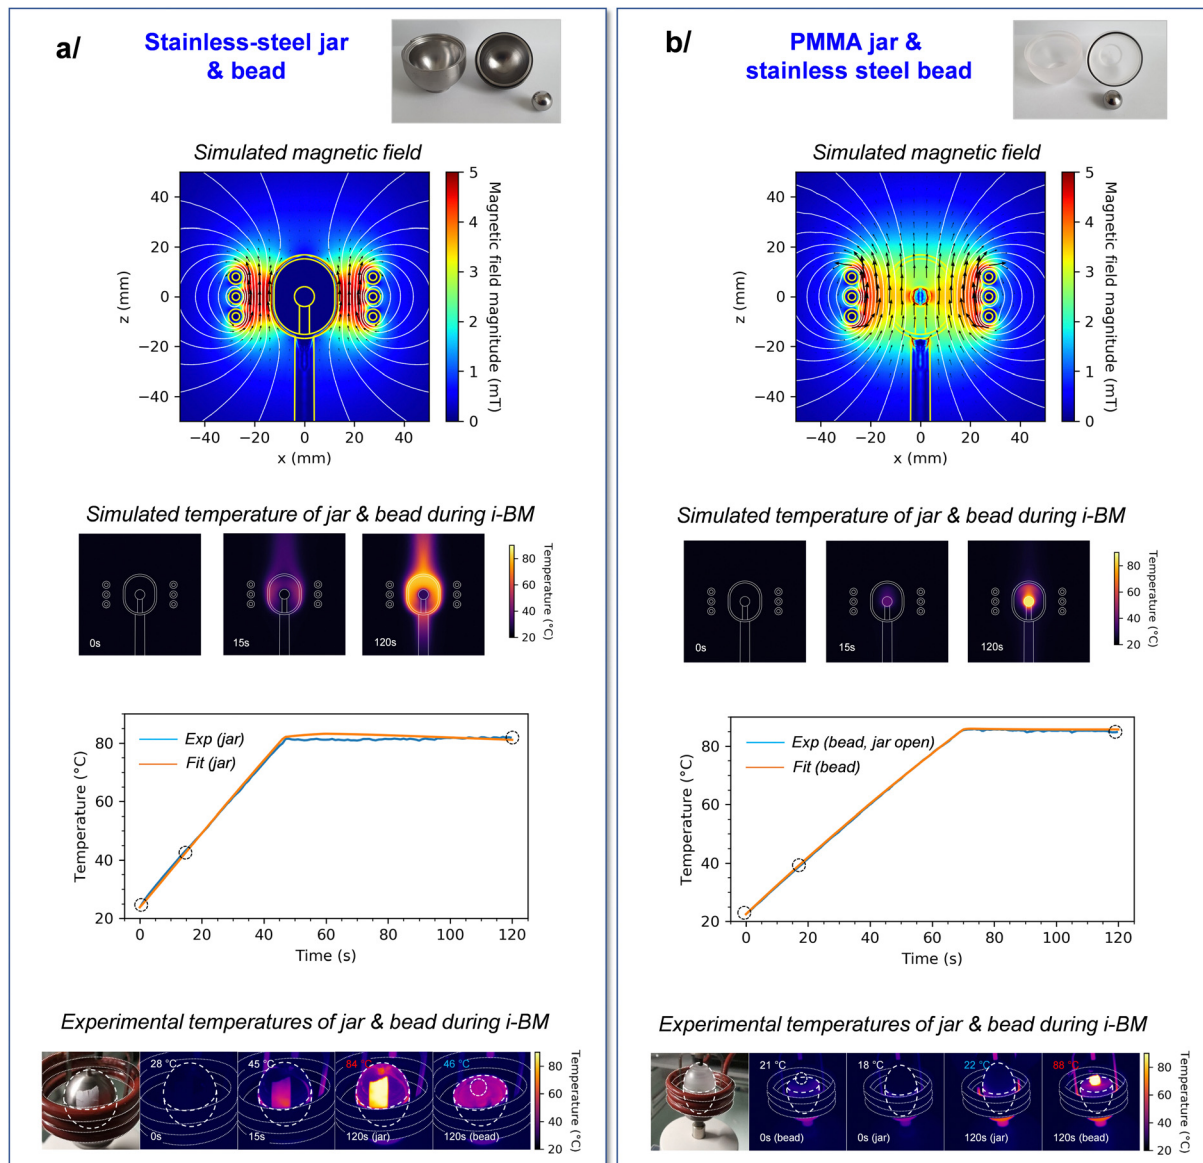 a/
Stainless-steel jar
& bead
Simulated magnetic field
40
20
0
−20
−40
z (mm)
−40
−20
0
20
40
x (mm)
5
4
3
2
1
0
Magnetic field magnitude (mT)
Simulated temperature of jar & bead during i-BM
0s
15s
120s
80
60
40
20
Temperature (°C)
Exp (jar)
Fit (jar)
80
60
40
20
Temperature (°C)
0
20
40
60
80
100
120
Time (s)
Experimental temperatures of jar & bead during i-BM
28 °C
45 °C
84 °C
46 °C
0s
15s
120s (jar)
120s (bead)
80
60
40
20
Temperature (°C)
b/
PMMA jar &
stainless steel bead
Simulated magnetic field
40
20
0
−20
−40
z (mm)
−40
−20
0
20
40
x (mm)
5
4
3
2
1
0
Magnetic field magnitude (mT)
Simulated temperature of jar & bead during i-BM
0s
15s
120s
80
60
40
20
Temperature (°C)
Exp (bead, jar open)
Fit (bead)
80
60
40
20
Temperature (°C)
0
20
40
60
80
100
120
Time (s)
Experimental temperatures of jar & bead during i-BM
21 °C
18 °C
22 °C
88 °C
0s (bead)
0s (jar)
120s (jar)
120s (bead)
80
60
40
20
Temperature (°C)